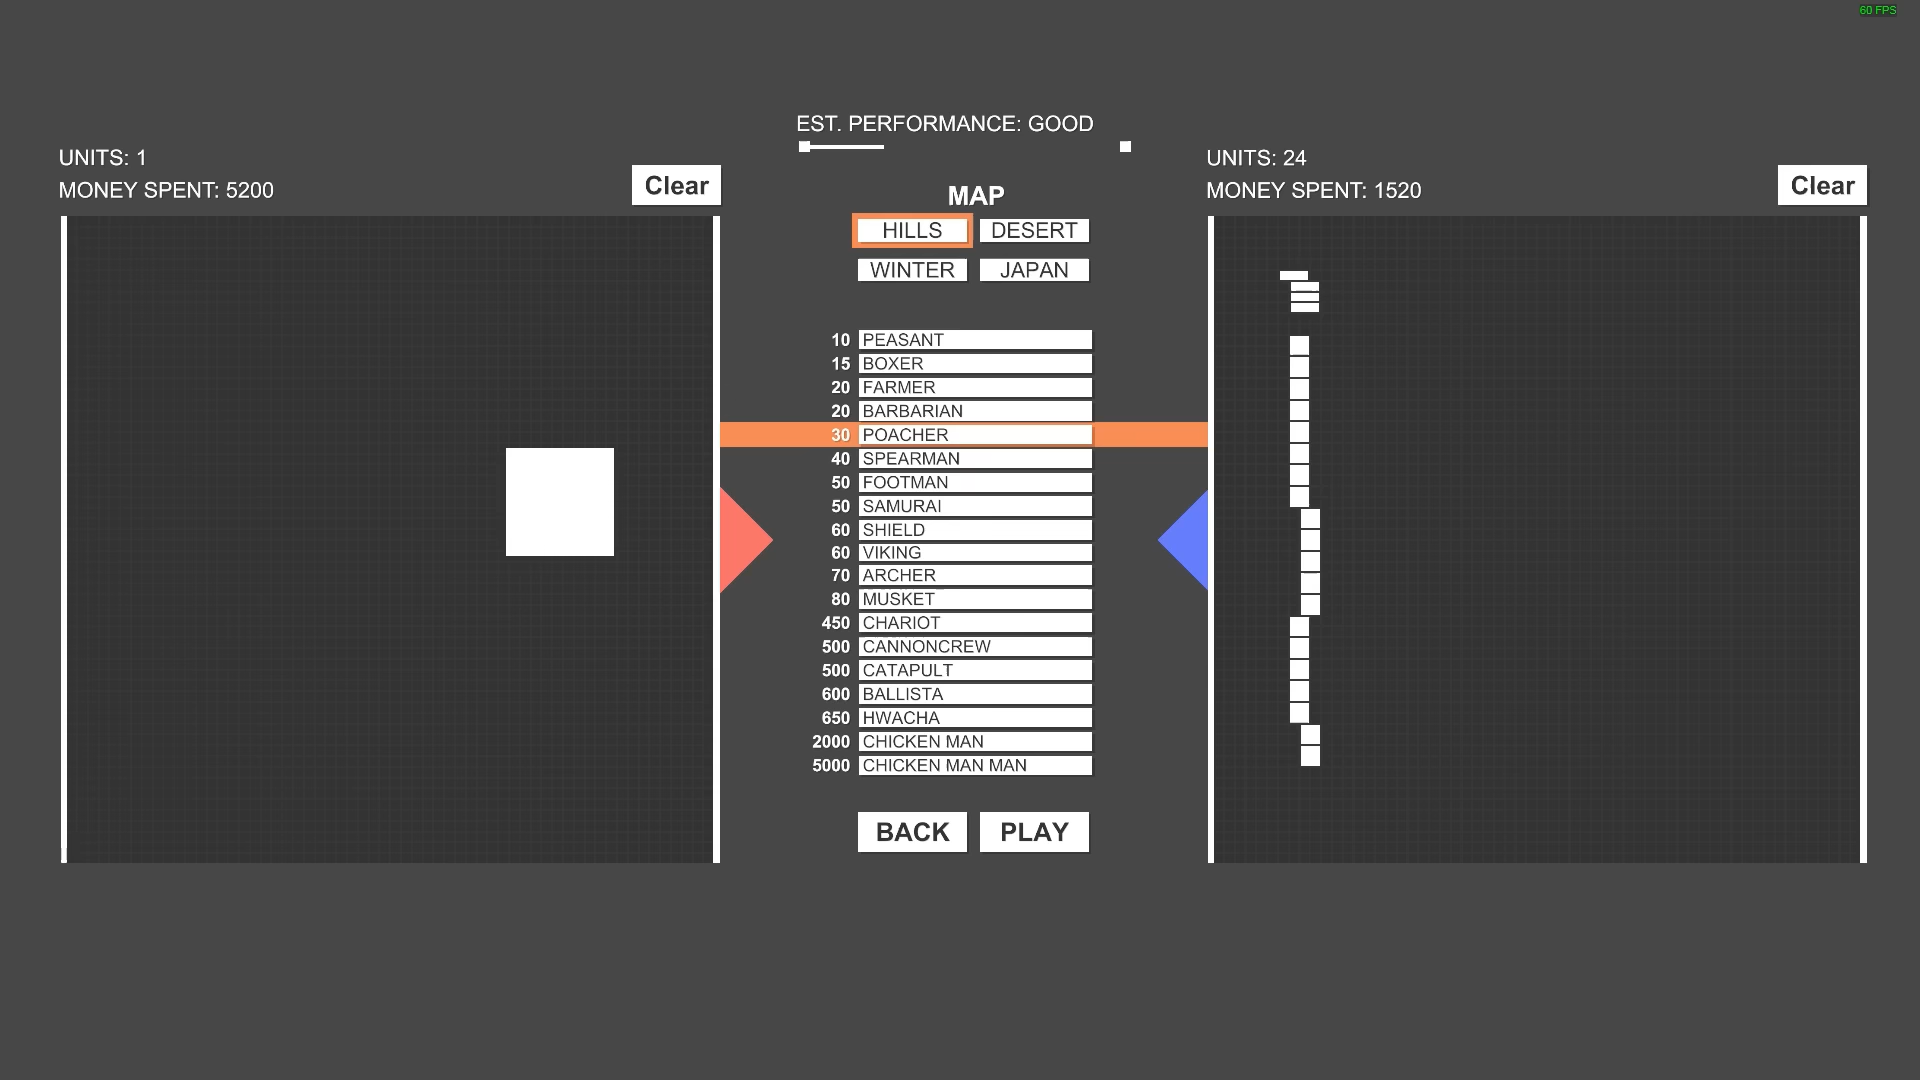 60 FPS
EST. PERFORMANCE: GOOD
UNITS: 1
MONEY SPENT: 5200
Clear
UNITS: 24
MONEY SPENT: 1520
Clear
MAP
HILLS DESERT
WINTER JAPAN
10 PEASANT
15 BOXER
20 FARMER
20 BARBARIAN
30 POACHER
40 SPEARMAN
50 FOOTMAN
50 SAMURAI
60 SHIELD
60 VIKING
70 ARCHER
80 MUSKET
450 CHARIOT
500 CANNONCREW
500 CATAPULT
600 BALLISTA
650 HWACHA
2000 CHICKEN MAN
5000 CHICKEN MAN MAN
BACK PLAY